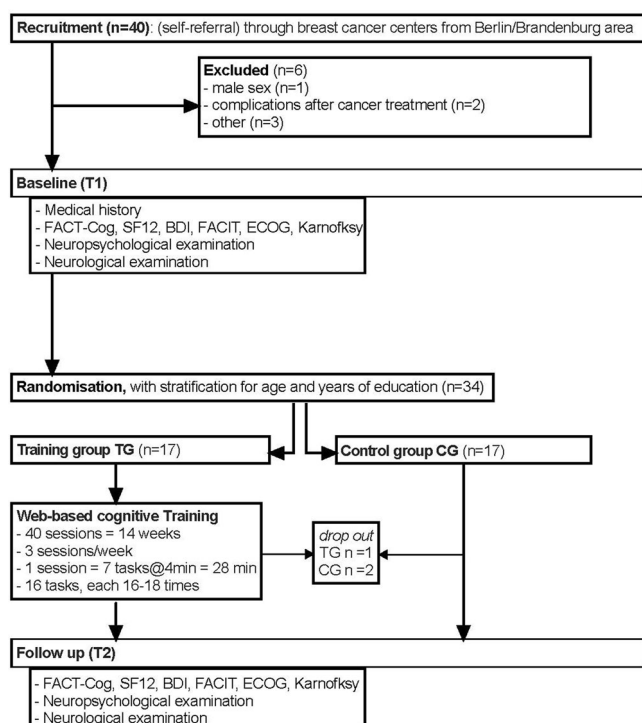 Recruitment (n=40): (self-referral) through breast cancer centers from Berlin/Brandenburg area
Excluded (n=6)
- male sex (n=1)
- complications after cancer treatment (n=2)
- other (n=3)
Baseline (T1)
- Medical history
- FACT-Cog, SF12, BDI, FACIT, ECOG, Karnofksy
- Neuropsychological examination
- Neurological examination
Randomisation, with stratification for age and years of education (n=34)
Training group TG (n=17)
Control group CG (n=17)
Web-based cognitive Training
- 40 sessions = 14 weeks
- 3 sessions/week
- 1 session = 7 tasks@4min = 28 min
- 16 tasks, each 16-18 times
drop out
TG n =1
CG n =2
Follow up (T2)
- FACT-Cog, SF12, BDI, FACIT, ECOG, Karnofksy
- Neuropsychological examination
- Neurological examination